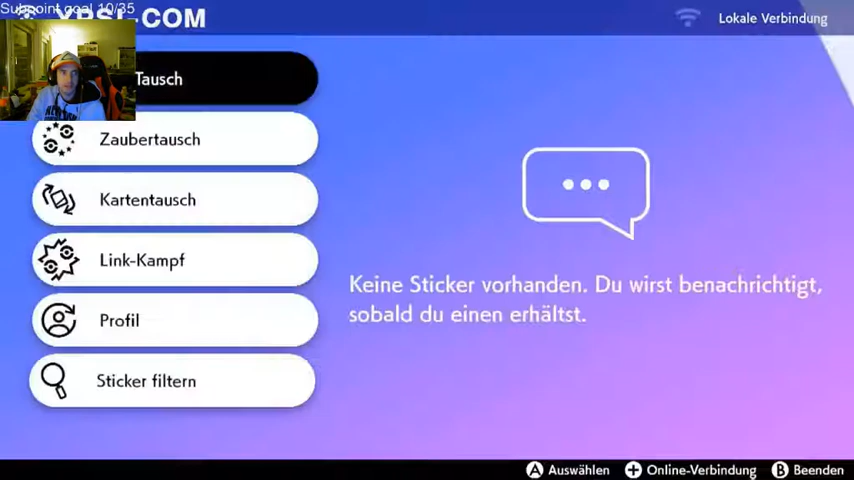 Subpoint goal 10/35
.COM
Lokale Verbindung
Tausch
Zaubertausch
Kartentausch
Link-Kampf
Profil
Sticker filtern
Keine Sticker vorhanden. Du wirst benachrichtigt,
sobald du einen erhältst.
A Auswählen + Online-Verbindung B Beenden